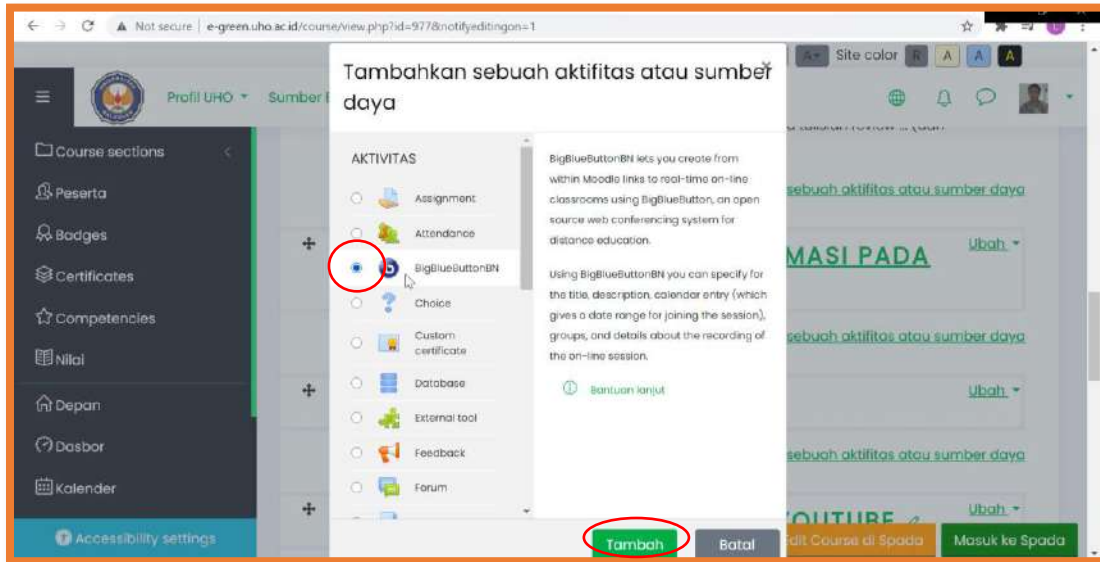 Not secure | e-green.uho.ac.id/course/view.php?id=977&notifyeditingon=1
A+ Site color R A A A
Profil UHO
Sumber
Course sections
Peserta
Badges
Certificates
Competencies
Nilai
Depan
Dasbor
Kalender
Accessibility settings
Tambahkan sebuah aktifitas atau sumber
daya
×
AKTIVITAS
Assignment
Attendance
BigBlueButtonBN
Choice
Custom
certificate
Database
External tool
Feedback
Forum
BigBlueButtonBN lets you create from
within Moodle links to real-time on-line
classrooms using BigBlueButton, an open
source web conferencing system for
distance education.
Using BigBlueButtonBN you can specify for
the title, description, calendar entry (which
gives a date range for joining the session),
groups, and details about the recording of
the on-line session.
Bantuan lanjut
Tambah
Batal
sebuah aktifitas atau sumber daya
MASI PADA
Ubah
sebuah aktifitas atau sumber daya
Ubah
sebuah aktifitas atau sumber daya
YOUTUBE
Ubah
Edit Course di Spada
Masuk ke Spada